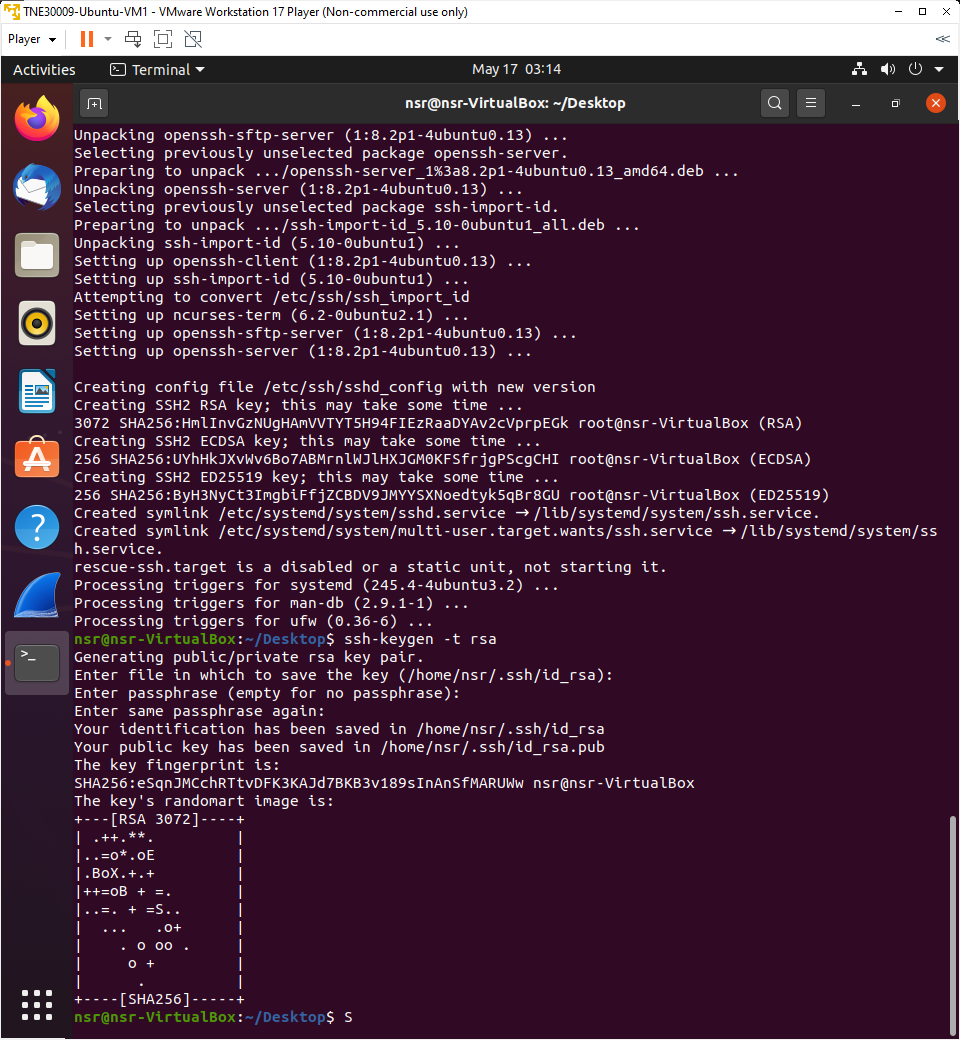 TNE30009-Ubuntu-VM1 - VMware Workstation 17 Player (Non-commercial use only)
Player
Activities
Terminal
May 17 03:14
nsr@nsr-VirtualBox: ~/Desktop
Unpacking openssh-sftp-server (1:8.2p1-4ubuntu0.13) ...
Selecting previously unselected package openssh-server.
Preparing to unpack .../openssh-server_1%3a8.2p1-4ubuntu0.13_amd64.deb ...
Unpacking openssh-server (1:8.2p1-4ubuntu0.13) ...
Selecting previously unselected package ssh-import-id.
Preparing to unpack .../ssh-import-id_5.10-0ubuntu1_all.deb ...
Unpacking ssh-import-id (5.10-0ubuntu1) ...
Setting up openssh-client (1:8.2p1-4ubuntu0.13) ...
Setting up ssh-import-id (5.10-0ubuntu1) ...
Attempting to convert /etc/ssh/ssh_import_id
Setting up ncurses-term (6.2-0ubuntu2.1) ...
Setting up openssh-sftp-server (1:8.2p1-4ubuntu0.13) ...
Setting up openssh-server (1:8.2p1-4ubuntu0.13) ...
Creating config file /etc/ssh/sshd_config with new version
Creating SSH2 RSA key; this may take some time ...
3072 SHA256:HmlInvGzNUgHAmVVTYT5H94FIEzRaaDYAv2cVprpEGk root@nsr-VirtualBox (RSA)
Creating SSH2 ECDSA key; this may take some time ...
256 SHA256:UYhHkJXvWv6Bo7ABMrnlWJlHXJGM0KFSfrjgPScgCHI root@nsr-VirtualBox (ECDSA)
Creating SSH2 ED25519 key; this may take some time ...
256 SHA256:ByH3NyCt3ImgbiFfjZCBDV9JMYYSXNoedtyk5qBr8GU root@nsr-VirtualBox (ED25519)
Created symlink /etc/systemd/system/sshd.service → /lib/systemd/system/ssh.service.
Created symlink /etc/systemd/system/multi-user.target.wants/ssh.service → /lib/systemd/system/ss
h.service.
rescue-ssh.target is a disabled or a static unit, not starting it.
Processing triggers for systemd (245.4-4ubuntu3.2) ...
Processing triggers for man-db (2.9.1-1) ...
Processing triggers for ufw (0.36-6) ...
nsr@nsr-VirtualBox:~/Desktop$ ssh-keygen -t rsa
Generating public/private rsa key pair.
Enter file in which to save the key (/home/nsr/.ssh/id_rsa):
Enter passphrase (empty for no passphrase):
Enter same passphrase again:
Your identification has been saved in /home/nsr/.ssh/id_rsa
Your public key has been saved in /home/nsr/.ssh/id_rsa.pub
The key fingerprint is:
SHA256:eSqnJMCchRTtvDFK3KAJd7BKB3v189sInAnSfMARUWw nsr@nsr-VirtualBox
The key's randomart image is:
+---[RSA 3072]----+
| .++.**.         |
|..=o*.oE         |
|.BoX.+.+         |
|++=oB + =.       |
|..=. + =S..      |
|  ...   .o+      |
|    . o oo .     |
|     o +         |
|      .          |
+----[SHA256]-----+
nsr@nsr-VirtualBox:~/Desktop$ S